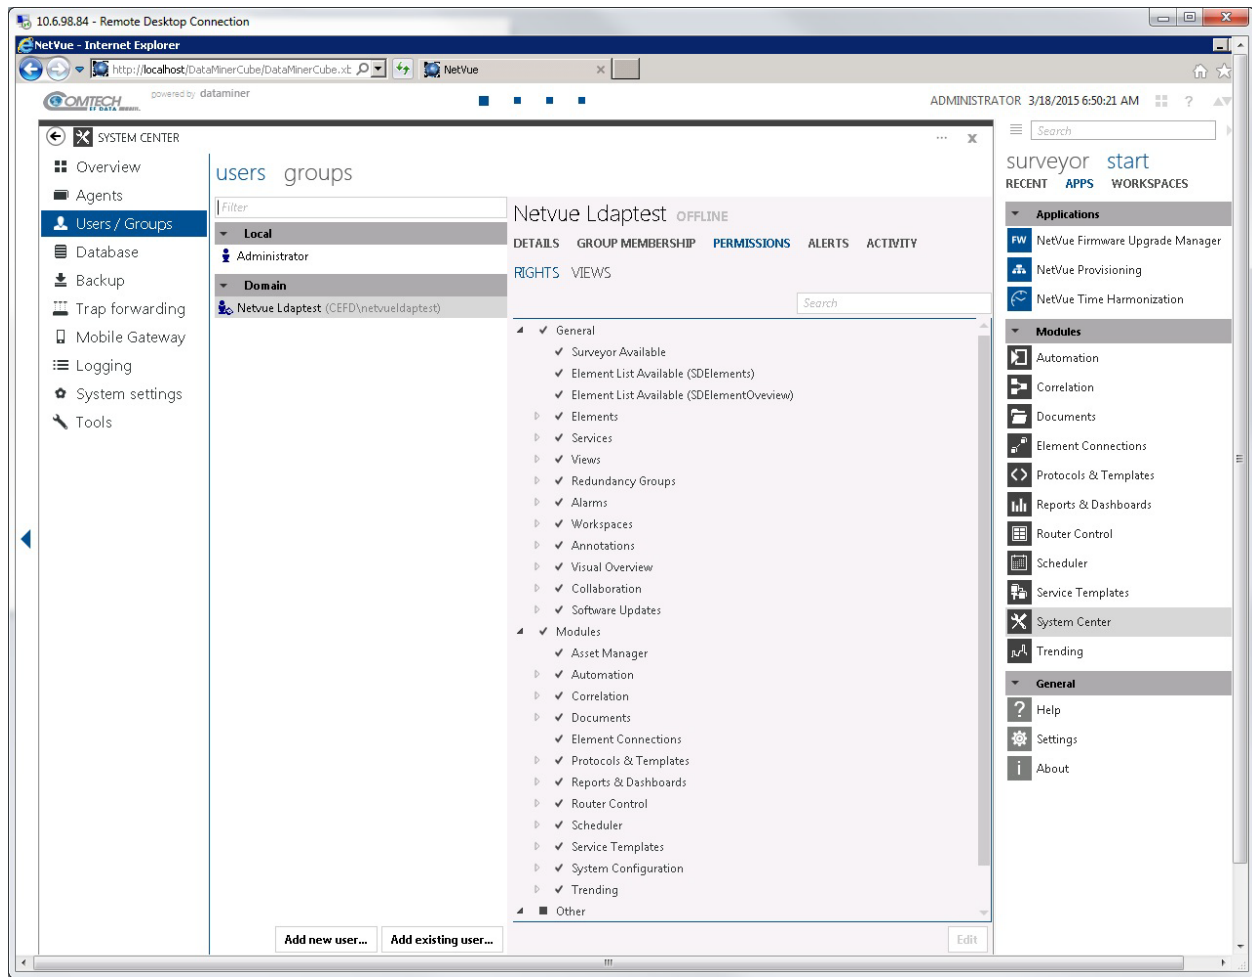 10.6.98.84 - Remote Desktop Connection
NetVue - Internet Explorer
http://localhost/DataMinerCube/DataMinerCube.xb
NetVue
COMTECH
EF DATA
powered by dataminer
ADMINISTRATOR 3/18/2015 6:50:21 AM
?
SYSTEM CENTER
... X
Overview
Agents
Users / Groups
Database
Backup
Trap forwarding
Mobile Gateway
Logging
System settings
Tools
users groups
Filter
Local
Administrator
Domain
Netvue Ldaptest (CEFD\netvueldaptest)
Add new user...
Add existing user...
Netvue Ldaptest OFFLINE
DETAILS GROUP MEMBERSHIP PERMISSIONS ALERTS ACTIVITY
RIGHTS VIEWS
Search
General
Surveyor Available
Element List Available (SDElements)
Element List Available (SDElementOveview)
Elements
Services
Views
Redundancy Groups
Alarms
Workspaces
Annotations
Visual Overview
Collaboration
Software Updates
Modules
Asset Manager
Automation
Correlation
Documents
Element Connections
Protocols & Templates
Reports & Dashboards
Router Control
Scheduler
Service Templates
System Configuration
Trending
Other
Edit
Search
surveyor start
RECENT APPS WORKSPACES
Applications
FW NetVue Firmware Upgrade Manager
NetVue Provisioning
NetVue Time Harmonization
Modules
Automation
Correlation
Documents
Element Connections
Protocols & Templates
Reports & Dashboards
Router Control
Scheduler
Service Templates
System Center
Trending
General
? Help
Settings
i About